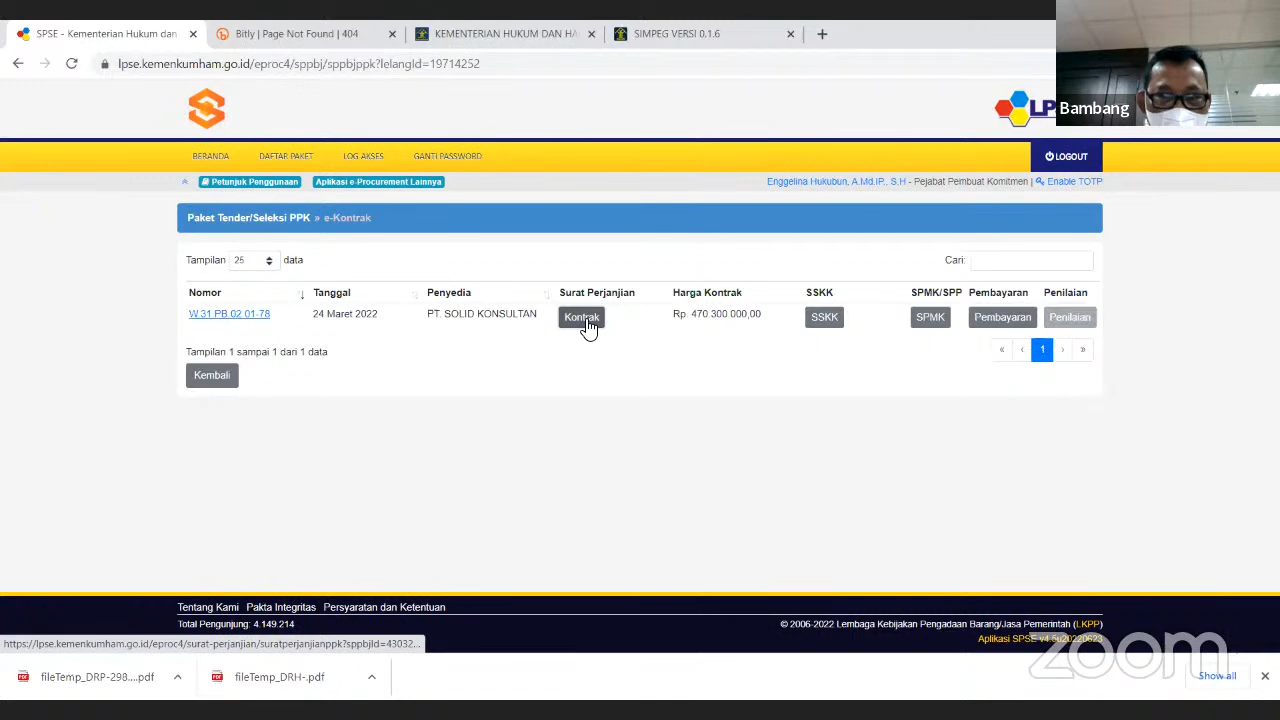 SPSE - Kementerian Hukum dan
Bitly | Page Not Found | 404
KEMENTERIAN HUKUM DAN HA
SIMPEG VERSI 0.1.6
lpse.kemenkumham.go.id/eproc4/sppbj/sppbjppk?lelangId=19714252
Bambang
LP
BERANDA DAFTAR PAKET LOG AKSES GANTI PASSWORD LOGOUT
Petunjuk Penggunaan Aplikasi e-Procurement Lainnya Enggelina Hukubun, A.Md.IP., S.H - Pejabat Pembuat Komitmen | Enable TOTP
Paket Tender/Seleksi PPK » e-Kontrak
Tampilan 25 data Cari:
Nomor Tanggal Penyedia Surat Perjanjian Harga Kontrak SSKK SPMK/SPP Pembayaran Penilaian
W.31.PB.02.01-78 24 Maret 2022 PT. SOLID KONSULTAN Kontrak Rp. 470.300.000,00 SSKK SPMK Pembayaran Penilaian
Tampilan 1 sampai 1 dari 1 data
« ‹ 1 › »
Kembali
Tentang Kami Pakta Integritas Persyaratan dan Ketentuan
Total Pengunjung: 4.149.214 © 2006-2022 Lembaga Kebijakan Pengadaan Barang/Jasa Pemerintah (LKPP)
Aplikasi SPSE v4.5u20220623
https://lpse.kemenkumham.go.id/eproc4/surat-perjanjian/suratperjanjianppk?sppbjId=43032...
zoom
fileTemp_DRP-298....pdf
fileTemp_DRH-.pdf
Show all